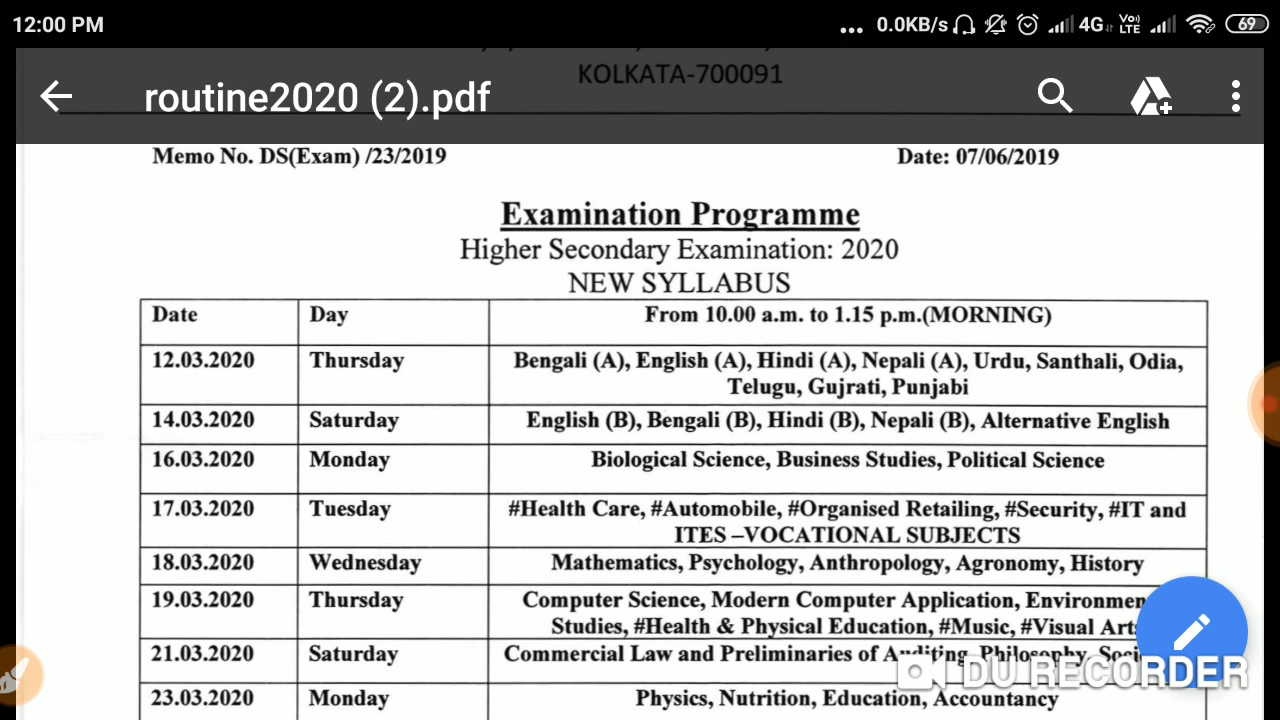 12:00 PM
... 0.0KB/s 4G VoLTE 69
KOLKATA-700091
routine2020 (2).pdf
Memo No. DS(Exam) /23/2019 Date: 07/06/2019
Examination Programme
Higher Secondary Examination: 2020
NEW SYLLABUS
Date Day From 10.00 a.m. to 1.15 p.m.(MORNING)
12.03.2020 Thursday Bengali (A), English (A), Hindi (A), Nepali (A), Urdu, Santhali, Odia,
Telugu, Gujrati, Punjabi
14.03.2020 Saturday English (B), Bengali (B), Hindi (B), Nepali (B), Alternative English
16.03.2020 Monday Biological Science, Business Studies, Political Science
17.03.2020 Tuesday #Health Care, #Automobile, #Organised Retailing, #Security, #IT and
ITES –VOCATIONAL SUBJECTS
18.03.2020 Wednesday Mathematics, Psychology, Anthropology, Agronomy, History
19.03.2020 Thursday Computer Science, Modern Computer Application,
Studies, #Health & Physical Education, #Music, #Visual
21.03.2020 Saturday Commercial Law and Preliminaries of Auditing, Philosophy,
DU RECORDER
23.03.2020 Monday Physics, Nutrition, Education, Accountancy